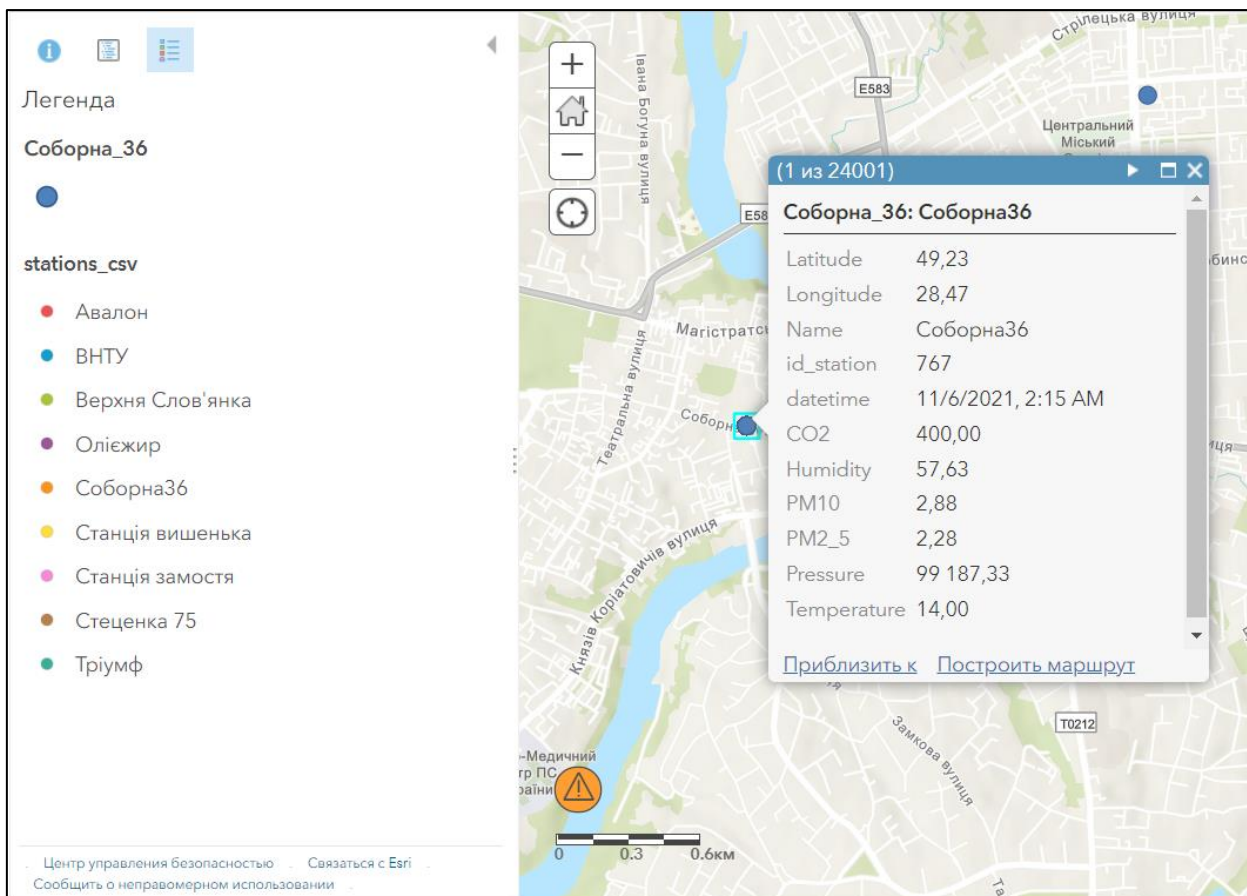 Легенда
Соборна_36
stations_csv
Авалон
ВНТУ
Верхня Слов'янка
Олієжир
Соборна36
Станція вишенька
Станція замостя
Стеценка 75
Тріумф
Центр управления безопасностью . Связаться с Esri
Сообщить о неправомерном использовании
Стрілецька вулиця
Івана Богуна вулиця
E583
Центральний
Міський
E58
Магістратс
Театральна вулиця
Соборн
Князів Коріатовичів вулиця
Замкова вулиця
T0212
-Медичний
гр ПС
раїни
0 0.3 0.6км
(1 из 24001)
Соборна_36: Соборна36
Latitude 49,23
Longitude 28,47
Name Соборна36
id_station 767
datetime 11/6/2021, 2:15 AM
CO2 400,00
Humidity 57,63
PM10 2,88
PM2_5 2,28
Pressure 99 187,33
Temperature 14,00
Приблизить к Построить маршрут